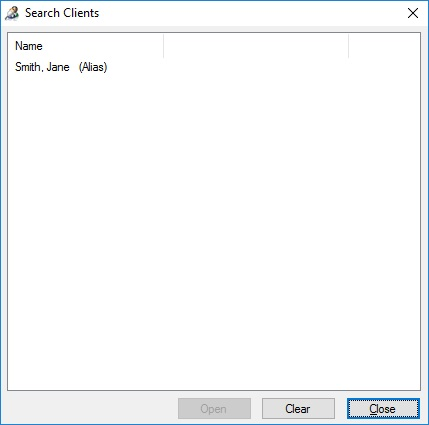 Search Clients
Name
Smith, Jane (Alias)
Open Clear Close